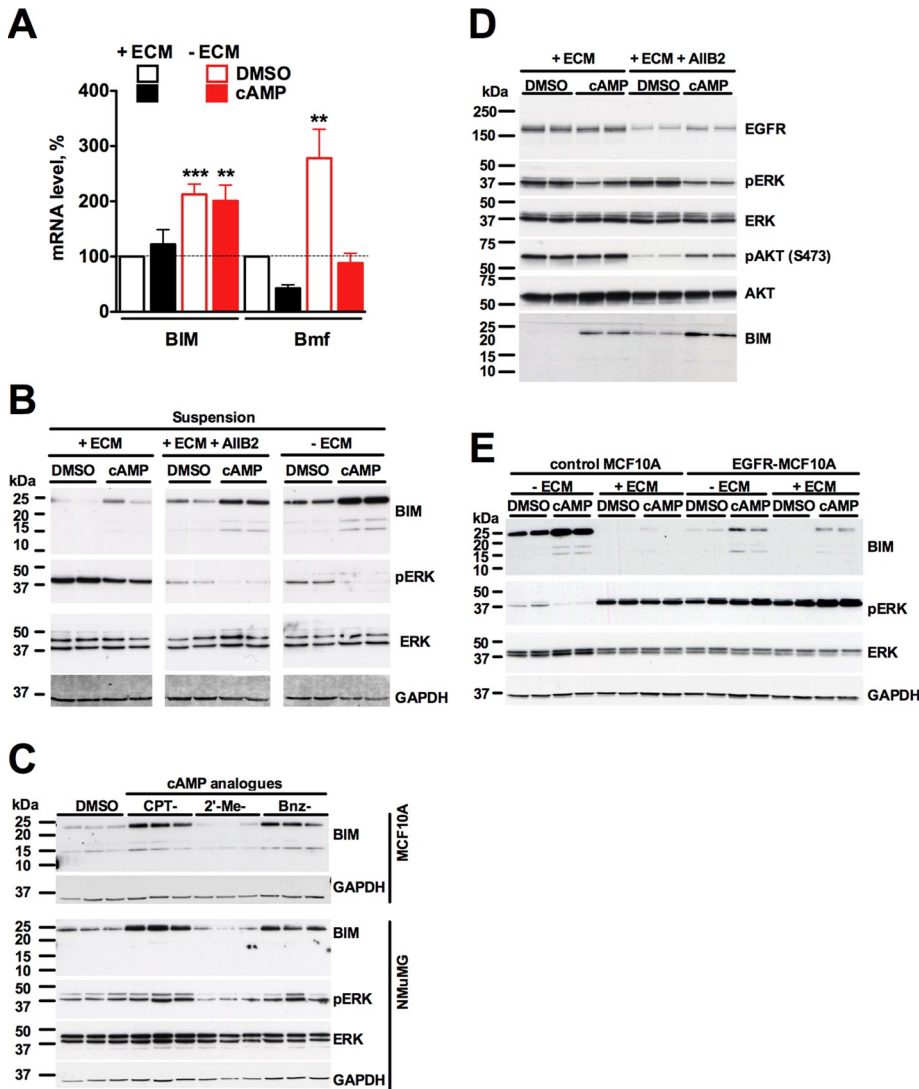 A
+ ECM - ECM
DMSO
cAMP
mRNA level, %
400
300
200
100
0
*** ** **
BIM Bmf
B
Suspension
+ ECM + ECM + AIIB2 - ECM
DMSO cAMP DMSO cAMP DMSO cAMP
kDa
25
20
15
10
BIM
50
37
pERK
50
37
ERK
37
GAPDH
C
cAMP analogues
kDa
DMSO CPT- 2'-Me- Bnz-
25
20
15
10
BIM
37
GAPDH
MCF10A
25
20
15
10
BIM
50
37
pERK
50
37
ERK
37
GAPDH
NMuMG
D
+ ECM + ECM + AIIB2
kDa
DMSO cAMP DMSO cAMP
250
150
EGFR
50
37
pERK
50
37
ERK
75
50
pAKT (S473)
75
50
AKT
25
20
15
10
BIM
E
control MCF10A EGFR-MCF10A
- ECM + ECM - ECM + ECM
kDa
DMSO cAMP DMSO cAMP DMSO cAMP DMSO cAMP
25
20
15
10
BIM
37
pERK
50
37
ERK
37
GAPDH